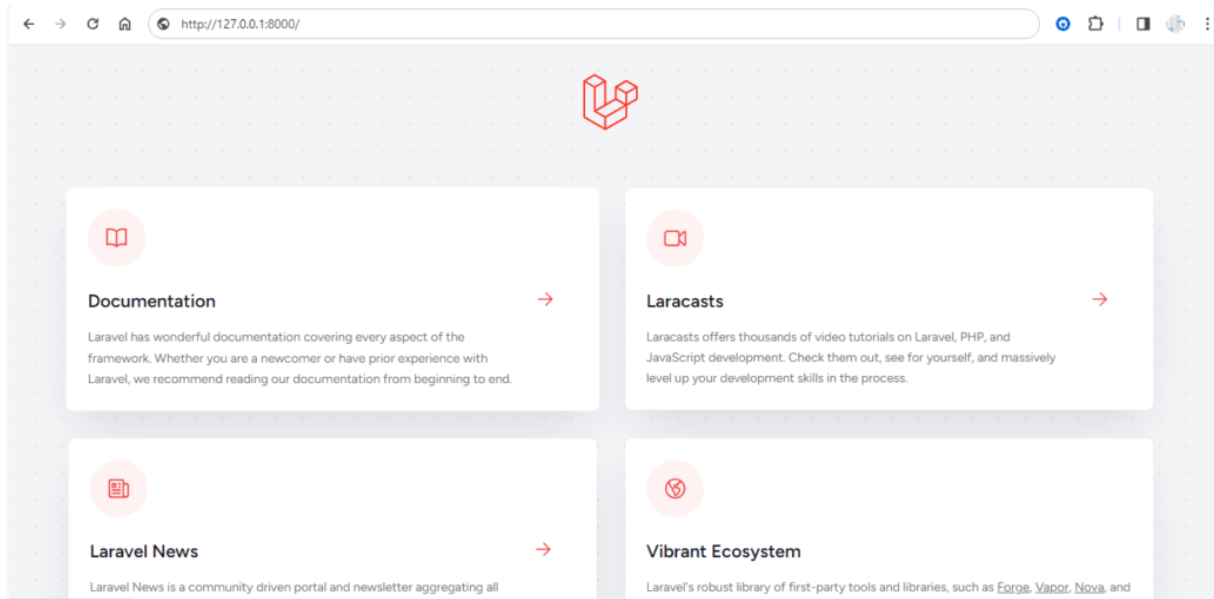 http://127.0.0.1:8000/
Documentation
Laravel has wonderful documentation covering every aspect of the
framework. Whether you are a newcomer or have prior experience with
Laravel, we recommend reading our documentation from beginning to end.
Laracasts
Laracasts offers thousands of video tutorials on Laravel, PHP, and
JavaScript development. Check them out, see for yourself, and massively
level up your development skills in the process.
Laravel News
Laravel News is a community driven portal and newsletter aggregating all
Vibrant Ecosystem
Laravel's robust library of first-party tools and libraries, such as Forge, Vapor, Nova, and